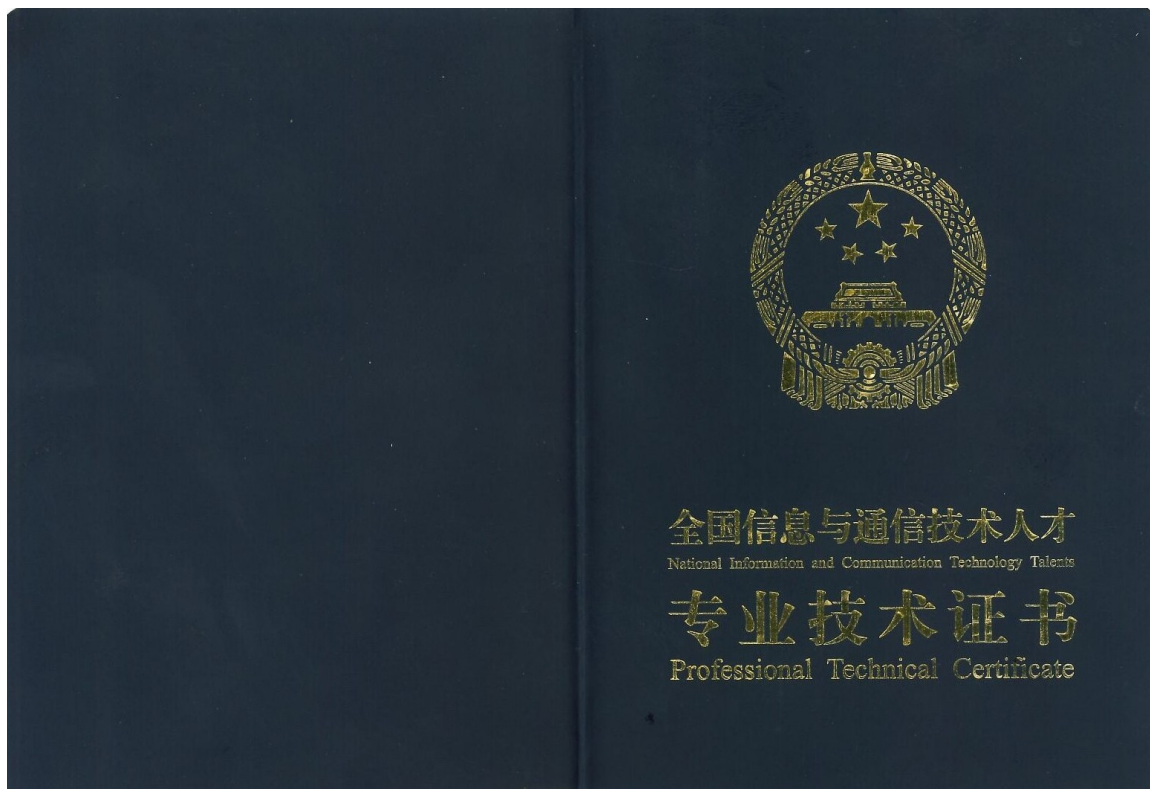 全国信息与通信技术人才
National Information and Communication Technology Talents
专业技术证书
Professional Technical Certificate